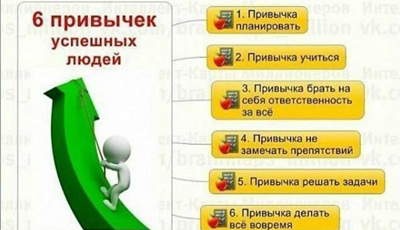 6 привычек
успешных
людей
1. Привычка
планировать
2. Привычка учиться
3. Привычка брать на
себя ответственность
за всё
4. Привычка не
замечать препятствий
5. Привычка решать задачи
6. Привычка делать
всё вовремя